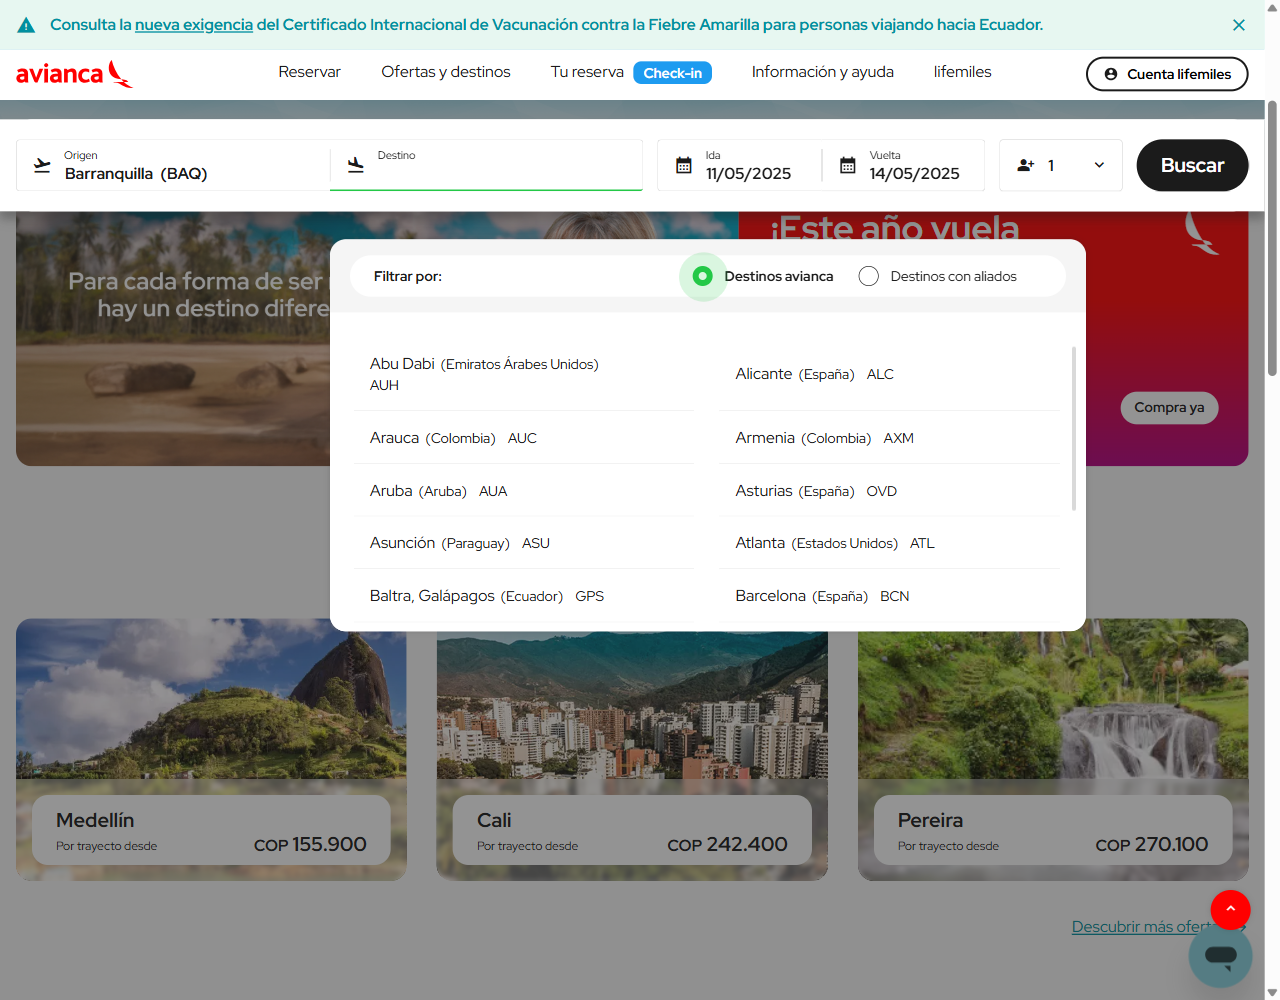 Consulta la nueva exigencia del Certificado Internacional de Vacunación contra la Fiebre Amarilla para personas viajando hacia Ecuador.
avianca
Reservar
Ofertas y destinos
Tu reserva
Check-in
Información y ayuda
lifemiles
Cuenta lifemiles
Origen
Barranquilla (BAQ)
Destino
Ida
11/05/2025
Vuelta
14/05/2025
1
Buscar
Para cada forma de ser
hay un destino
¡Este año vuela
Compra ya
Filtrar por:
Destinos avianca
Destinos con aliados
Abu Dabi (Emiratos Árabes Unidos)
AUH
Alicante (España) ALC
Arauca (Colombia) AUC
Armenia (Colombia) AXM
Aruba (Aruba) AUA
Asturias (España) OVD
Asunción (Paraguay) ASU
Atlanta (Estados Unidos) ATL
Baltra, Galápagos (Ecuador) GPS
Barcelona (España) BCN
Medellín
Por trayecto desde
COP 155.900
Cali
Por trayecto desde
COP 242.400
Pereira
Por trayecto desde
COP 270.100
Descubrir más